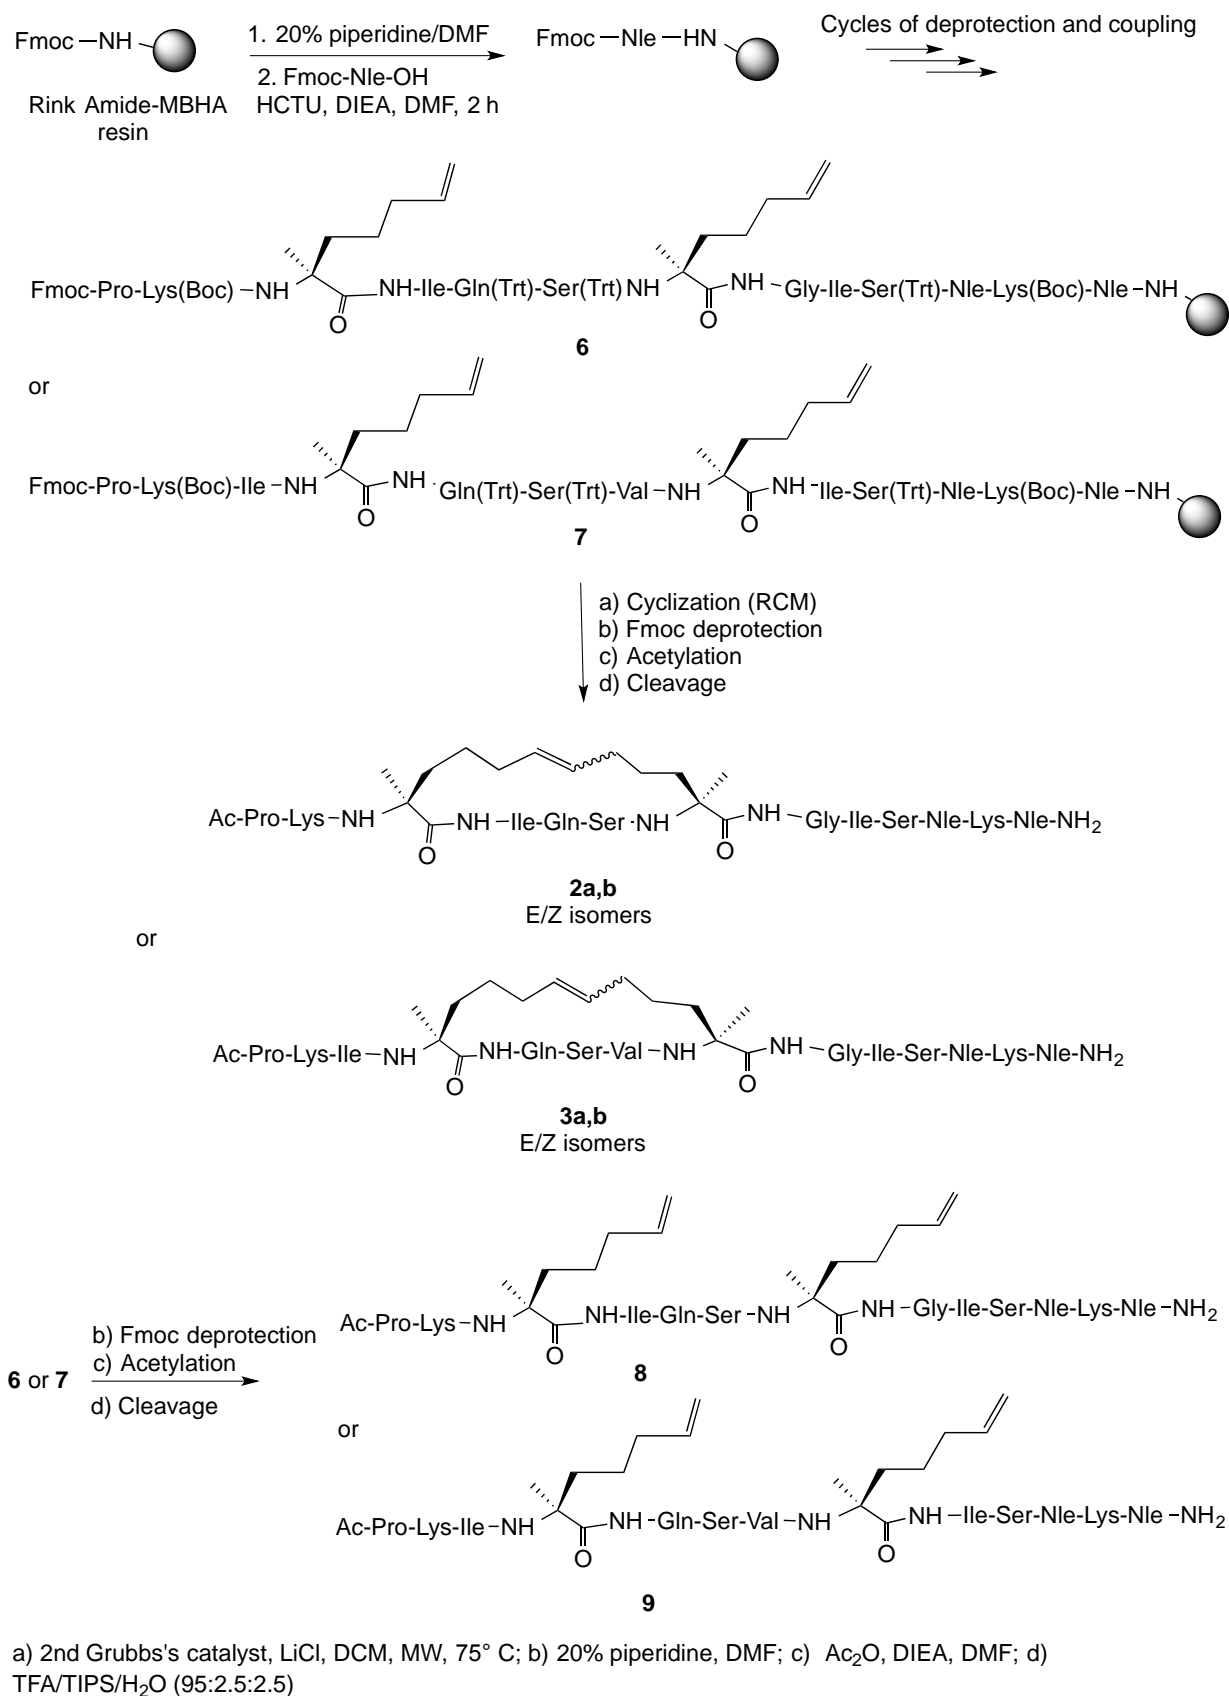 Fmoc-NH
Rink Amide-MBHA
resin
1. 20% piperidine/DMF
2. Fmoc-Nle-OH
HCTU, DIEA, DMF, 2 h
Fmoc-Nle-HN
Cycles of deprotection and coupling
Fmoc-Pro-Lys(Boc)-NH O NH-Ile-Gln(Trt)-Ser(Trt) NH O NH-Gly-Ile-Ser(Trt)-Nle-Lys(Boc)-Nle-NH
6
or
Fmoc-Pro-Lys(Boc)-Ile-NH O NH Gln(Trt)-Ser(Trt)-Val-NH O NH-Ile-Ser(Trt)-Nle-Lys(Boc)-Nle-NH
7
a) Cyclization (RCM)
b) Fmoc deprotection
c) Acetylation
d) Cleavage
Ac-Pro-Lys-NH O NH-Ile-Gln-Ser-NH O NH-Gly-Ile-Ser-Nle-Lys-Nle-NH2
2a,b
E/Z isomers
or
Ac-Pro-Lys-Ile-NH O NH-Gln-Ser-Val-NH O NH-Gly-Ile-Ser-Nle-Lys-Nle-NH2
3a,b
E/Z isomers
6 or 7
b) Fmoc deprotection
c) Acetylation
d) Cleavage
Ac-Pro-Lys-NH O NH-Ile-Gln-Ser-NH O NH-Gly-Ile-Ser-Nle-Lys-Nle-NH2
8
or
Ac-Pro-Lys-Ile-NH O NH-Gln-Ser-Val-NH O NH-Ile-Ser-Nle-Lys-Nle-NH2
9
a) 2nd Grubbs's catalyst, LiCl, DCM, MW, 75° C; b) 20% piperidine, DMF; c) Ac2O, DIEA, DMF; d)
TFA/TIPS/H2O (95:2.5:2.5)